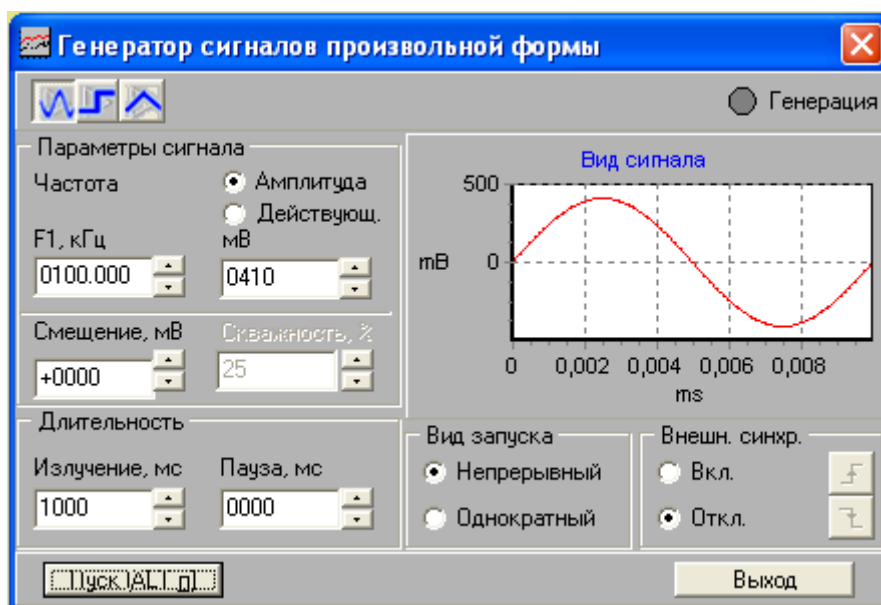 Генератор сигналов произвольной формы
Генерация
Параметры сигнала
Частота
Амплитуда
Действующ.
F1, кГц
мВ
0100.000
0410
Смещение, мВ
Скважность, %
+0000
25
Вид сигнала
500
mB
0
0
0,002
0,004
0,006
0,008
ms
Длительность
Излучение, мс
Пауза, мс
1000
0000
Вид запуска
Непрерывный
Однократный
Внешн. синхр.
Вкл.
Откл.
Выход